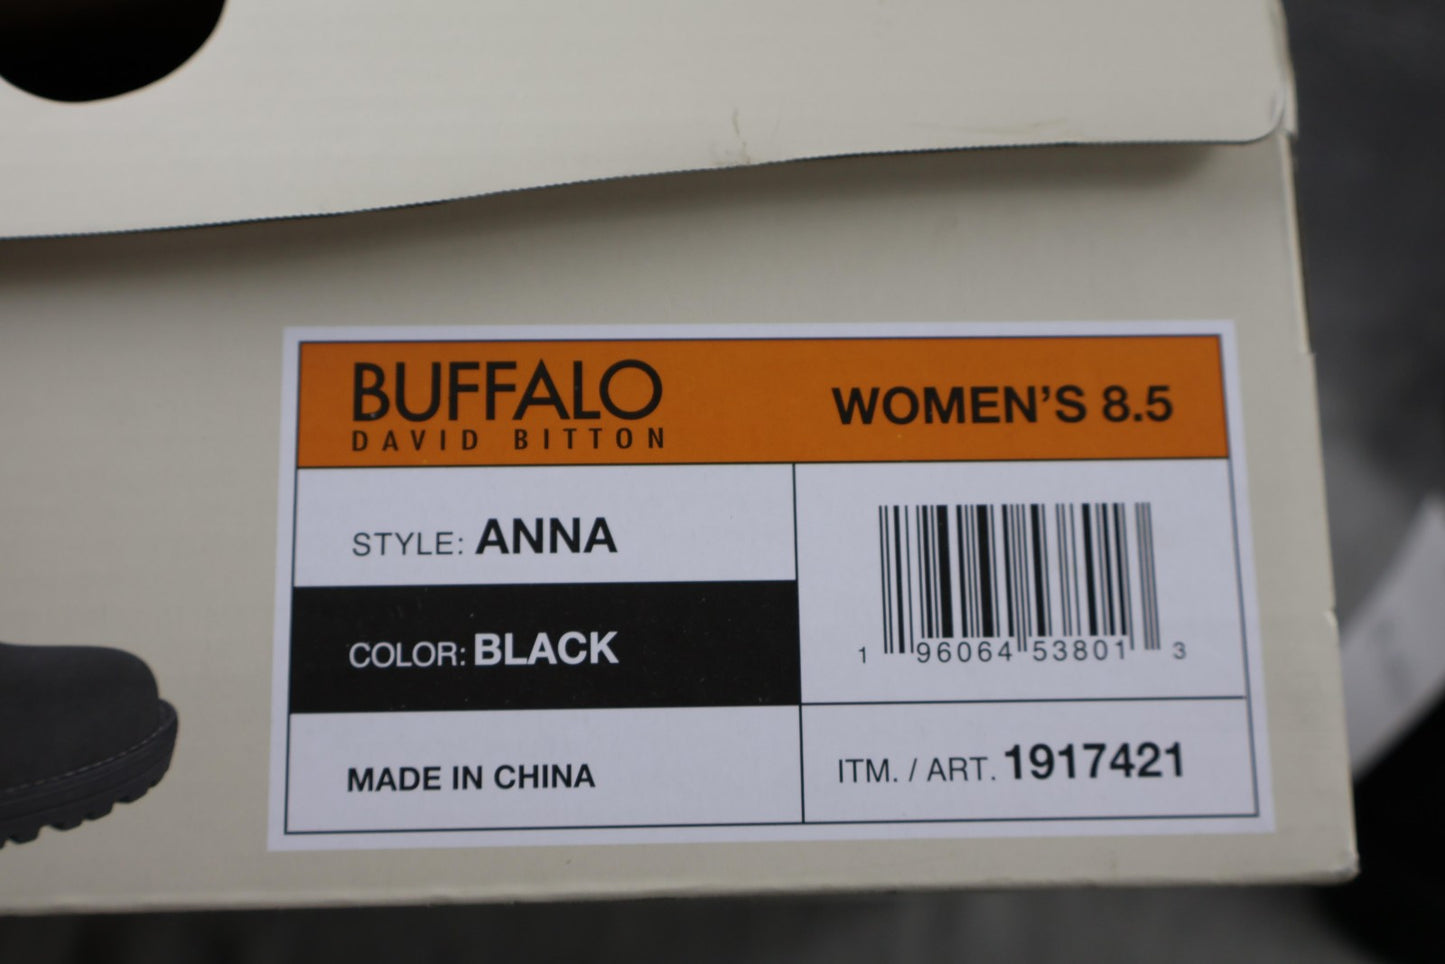 BUFFALO
DAVID BITTON
WOMEN'S 8.5
STYLE: ANNA
COLOR: BLACK
MADE IN CHINA
1 96064 53801 3
ITM. / ART. 1917421